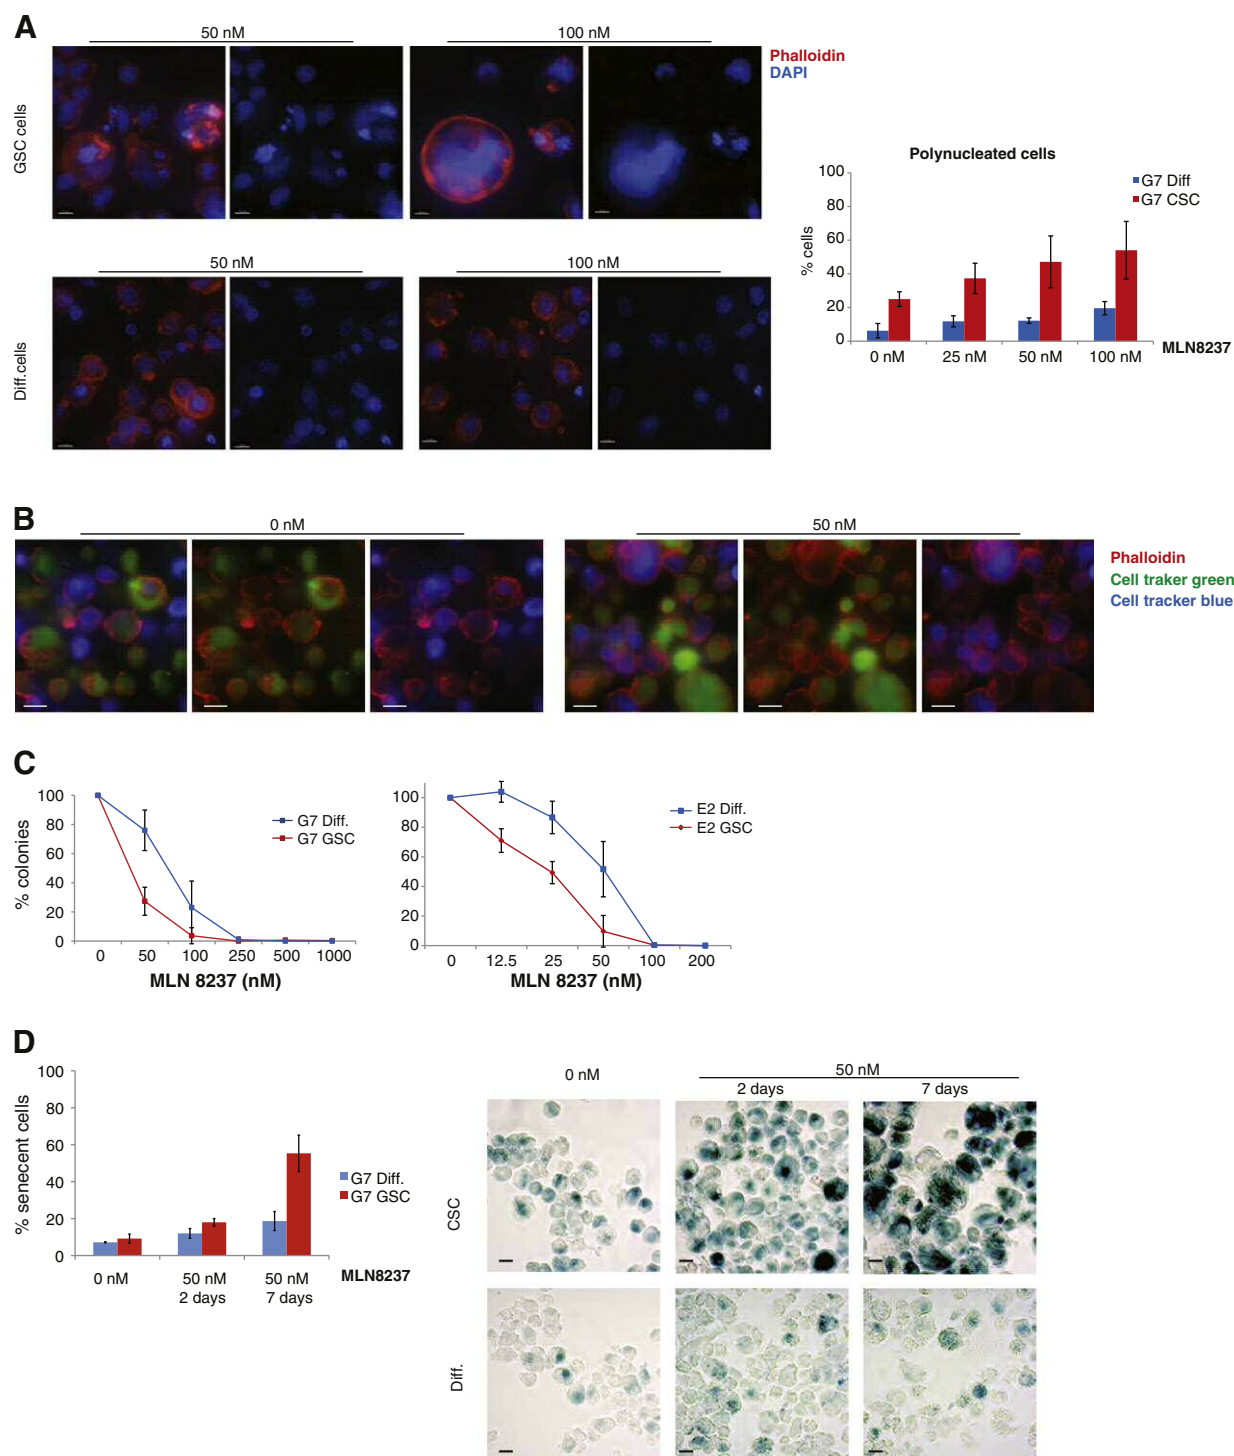 A
50 nM
100 nM
Phalloidin
DAPI
GSC cells
Polynucleated cells
100
80
60
40
20
0
% cells
G7 Diff
G7 CSC
0 nM
25 nM
50 nM
100 nM
MLN8237
50 nM
100 nM
Diff.cells
B
0 nM
50 nM
Phalloidin
Cell traker green
Cell tracker blue
C
% colonies
100
80
60
40
20
0
G7 Diff.
G7 GSC
0
50
100
250
500
1000
MLN 8237 (nM)
100
80
60
40
20
0
E2 Diff.
E2 GSC
0
12.5
25
50
100
200
MLN 8237 (nM)
D
% senecent cells
100
80
60
40
20
0
G7 Diff.
G7 GSC
0 nM
50 nM
2 days
50 nM
7 days
MLN8237
0 nM
50 nM
2 days
7 days
CSC
Diff.